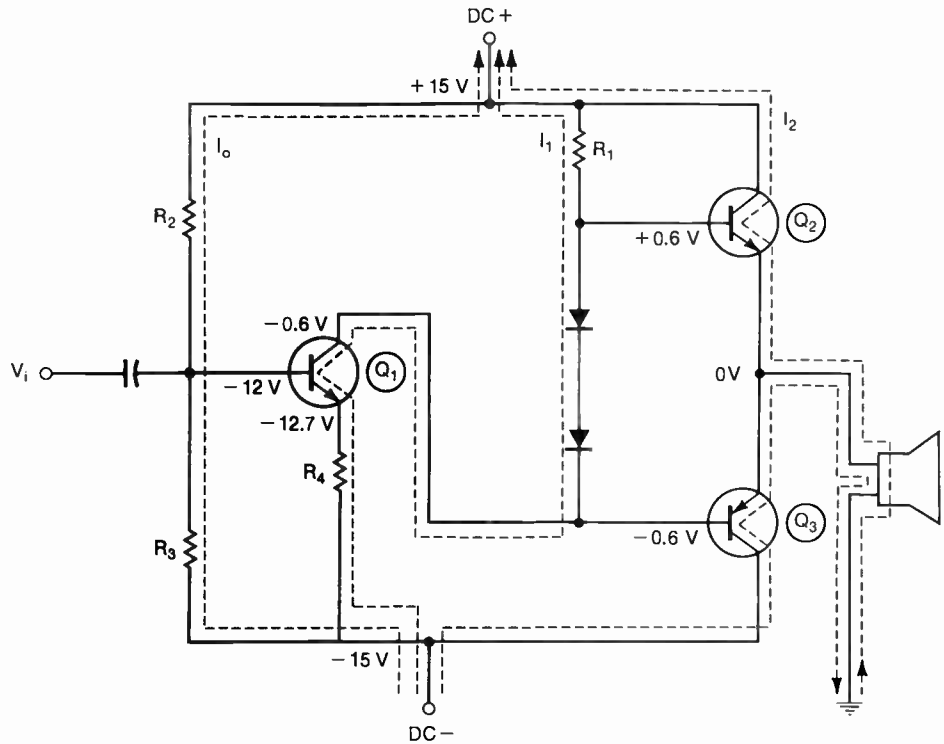 DC+
+15 V
I₂
Iₒ
I₁
R₁
R₂
Q₂
+0.6 V
−0.6 V
Vᵢ
Q₁
0V
−12 V
−12.7 V
R₄
R₃
−0.6 V
Q₃
−15 V
DC−